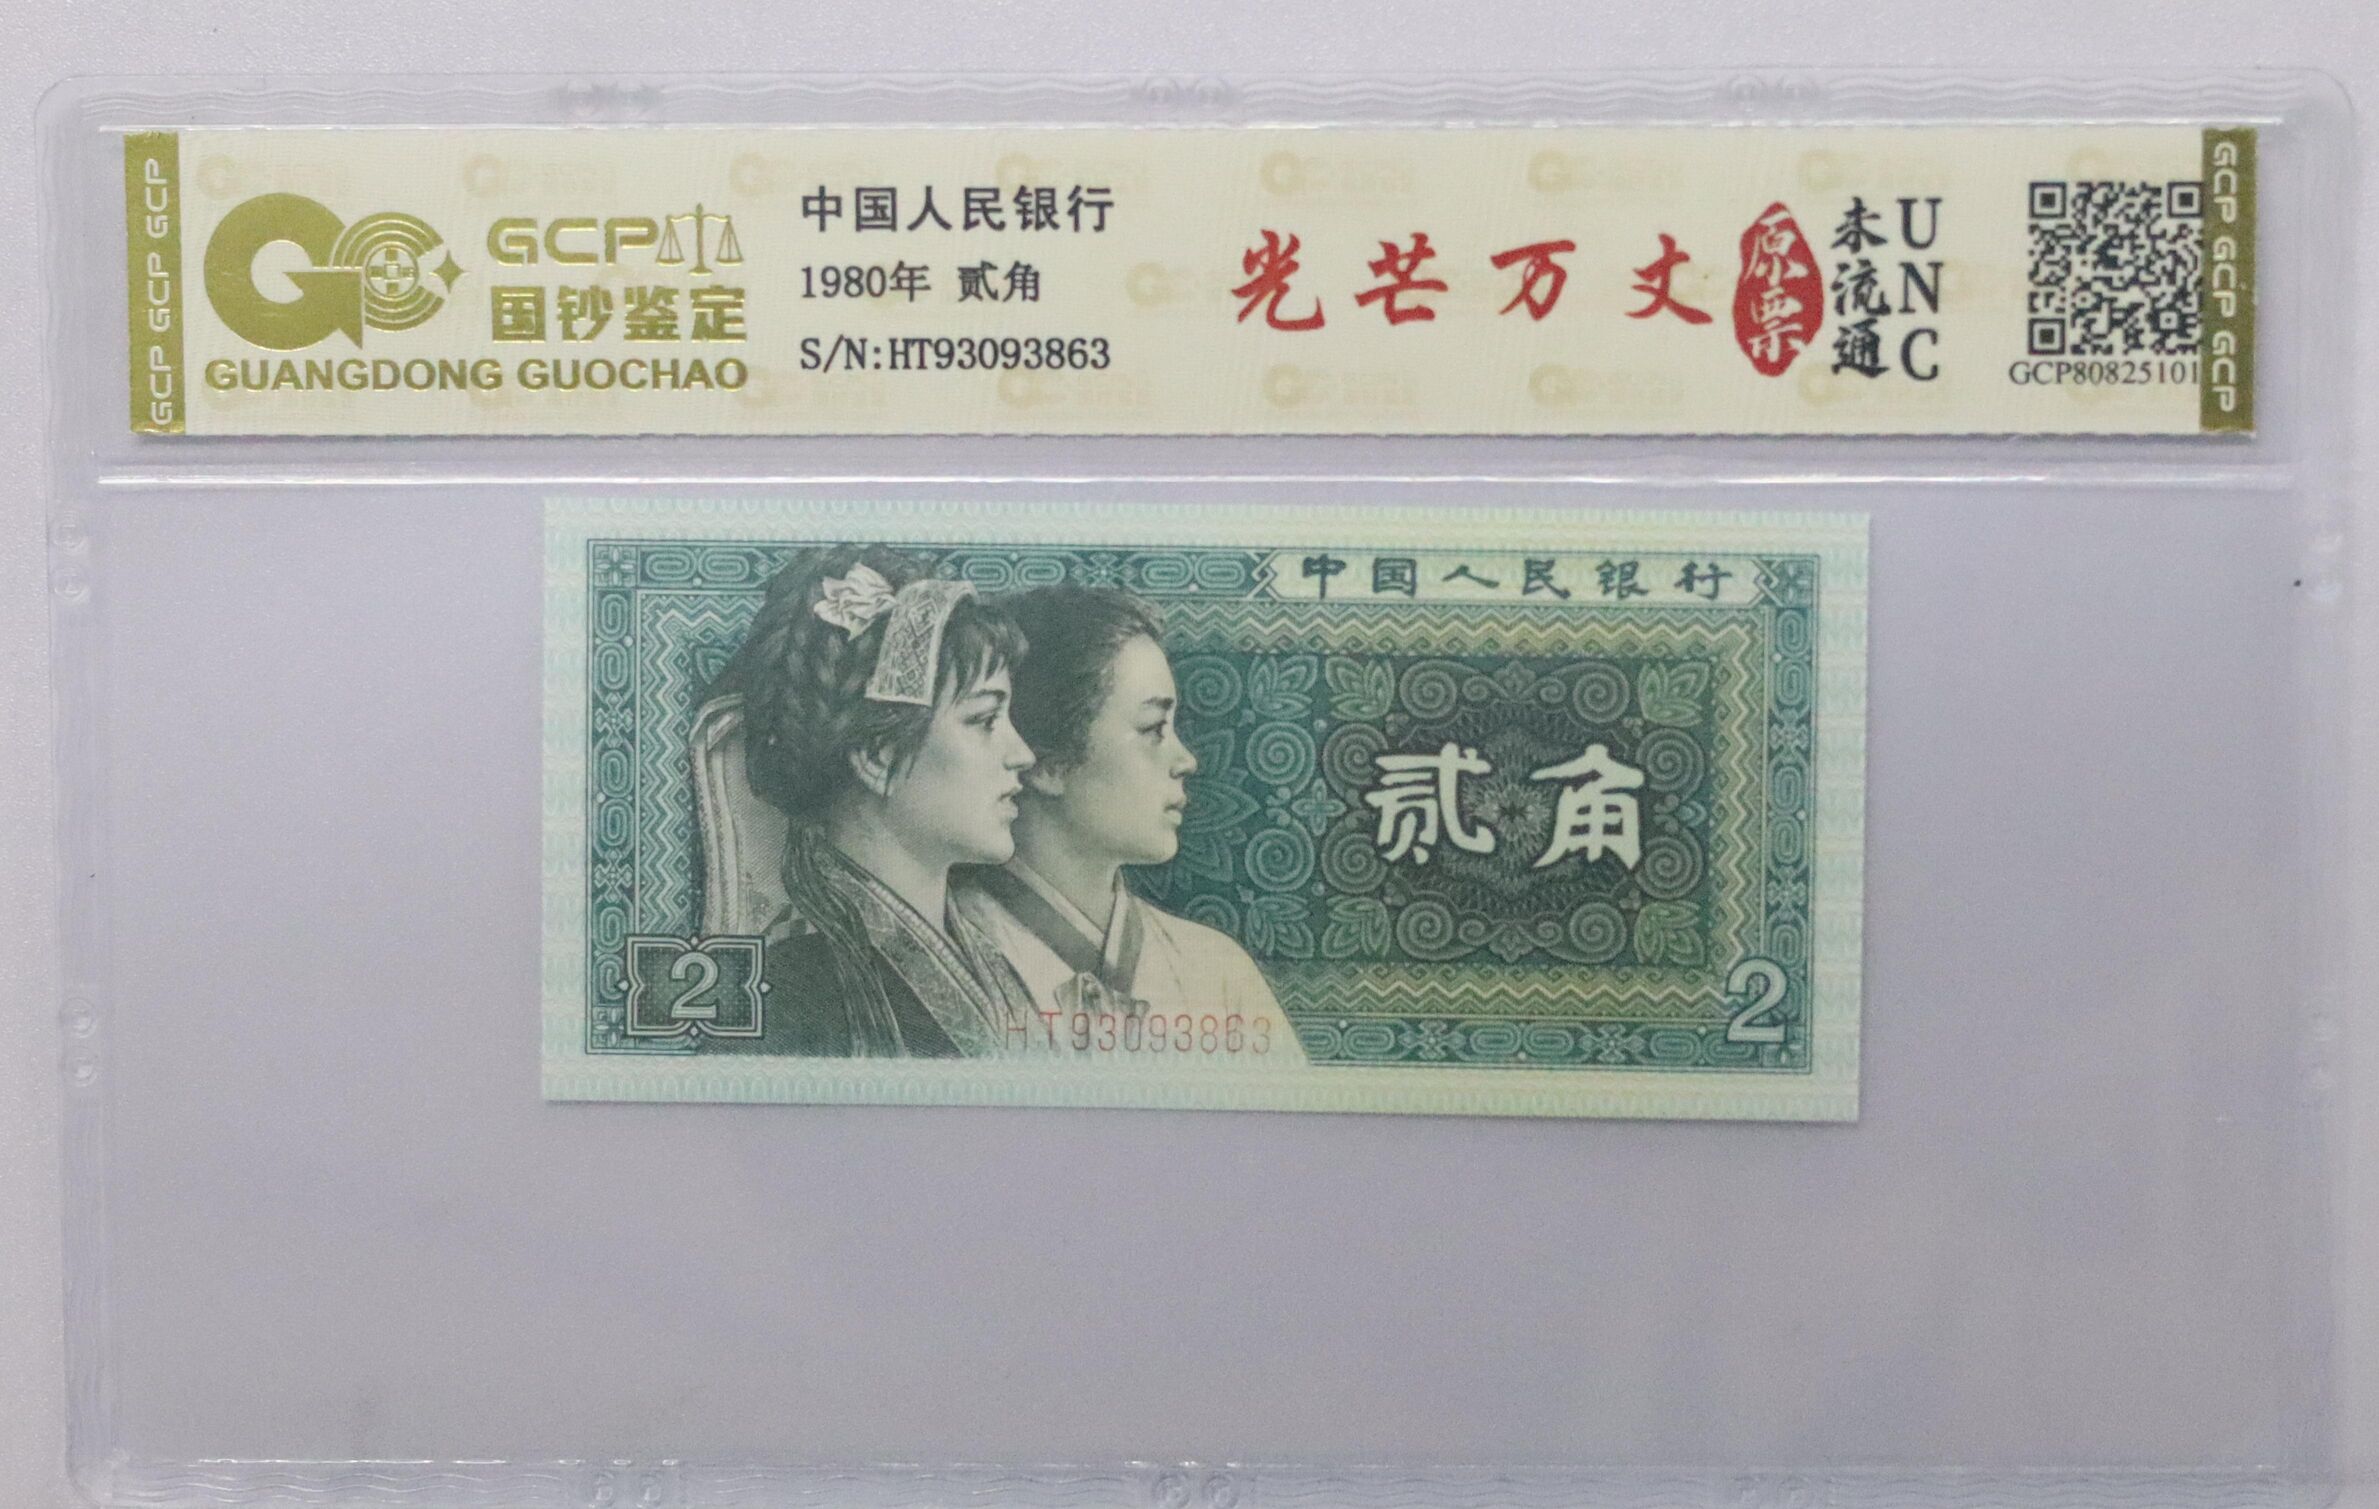 GCP GCP GCP
GCP
国钞鉴定
GUANGDONG GUOCHAO
中国人民银行
1980年 贰角
S/N:HT93093863
光芒万丈
原票
未流通
UNC
GCP80825101
GCP GCP GCP
中国人民银行
贰角
2
2
HT93093863